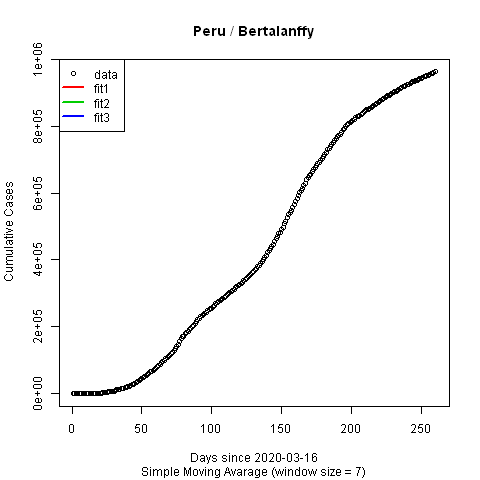 Peru / Bertalanffy
1e+06
8e+05
6e+05
4e+05
2e+05
0e+00
Cumulative Cases
data
fit1
fit2
fit3
0 50 100 150 200 250
Days since 2020-03-16
Simple Moving Avarage (window size = 7)